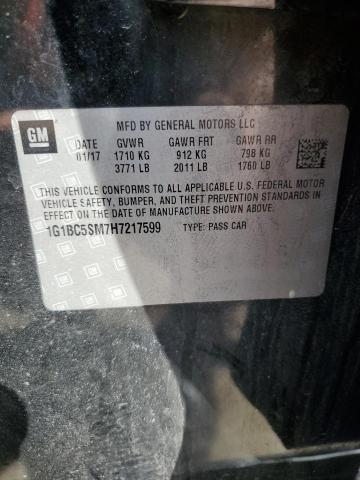 GM
MFD BY GENERAL MOTORS LLC
DATE GVWR GAWR FRT GAWR RR
01/17 1710 KG 912 KG 798 KG
3771 LB 2011 LB 1760 LB
THIS VEHICLE CONFORMS TO ALL APPLICABLE U.S. FEDERAL MOTOR
VEHICLE SAFETY, BUMPER, AND THEFT PREVENTION STANDARDS IN
EFFECT ON THE DATE OF MANUFACTURE SHOWN ABOVE.
1G1BC5SM7H7217599 TYPE: PASS CAR